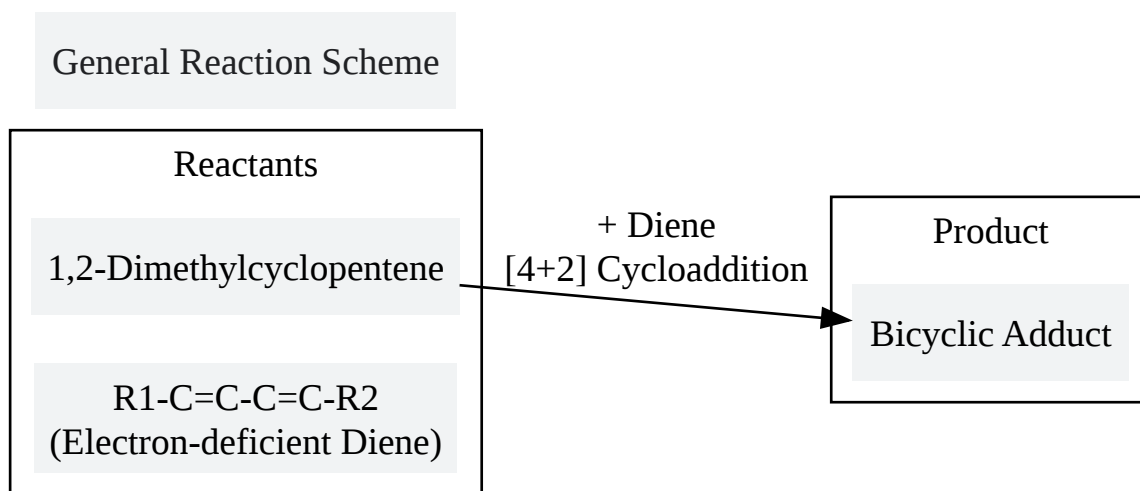 General Reaction Scheme
Reactants
1,2-Dimethylcyclopentene
R1-C=C-C=C-R2
(Electron-deficient Diene)
+ Diene
[4+2] Cycloaddition
Product
Bicyclic Adduct